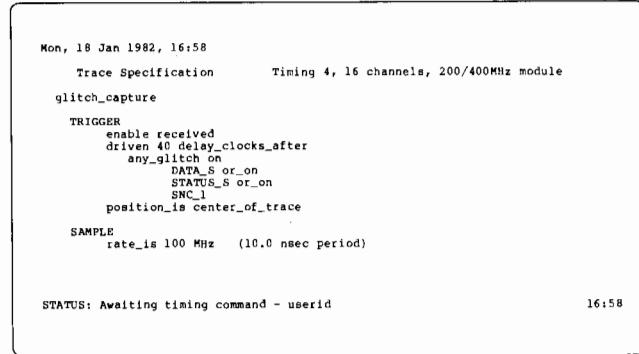 Mon, 18 Jan 1982, 16:58
Trace Specification Timing 4, 16 channels, 200/400MHz module
glitch_capture
TRIGGER
enable received
driven 40 delay_clocks_after
any_glitch on
DATA_S or_on
STATUS_S or_on
SNC_1
position_is center_of_trace
SAMPLE
rate_is 100 MHz (10.0 nsec period)
STATUS: Awaiting timing command - userid 16:58